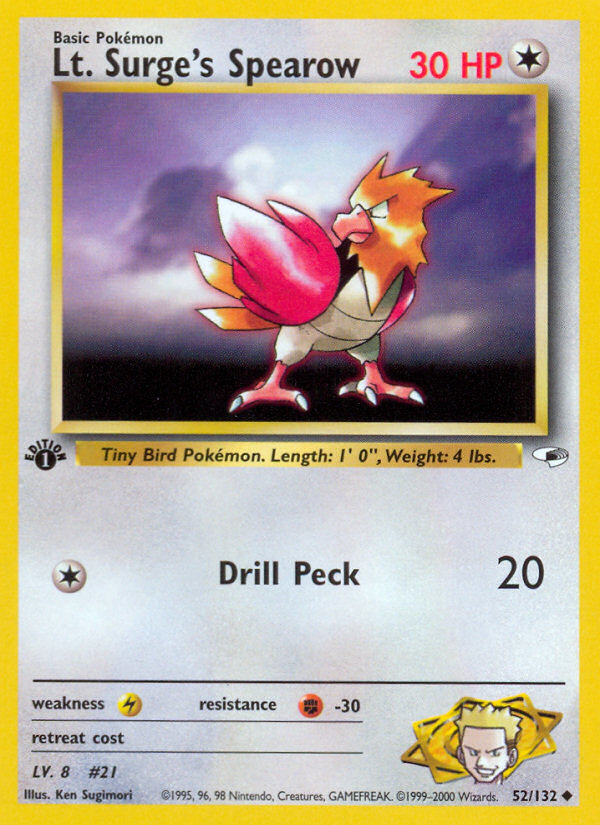 Basic Pokémon
Lt. Surge's Spearow 30 HP
EDITION
1
Tiny Bird Pokémon. Length: 1' 0", Weight: 4 lbs.
Drill Peck 20
weakness resistance -30
retreat cost
LV. 8 #21
Illus. Ken Sugimori ©1995, 96, 98 Nintendo, Creatures, GAMEFREAK. ©1999–2000 Wizards. 52/132